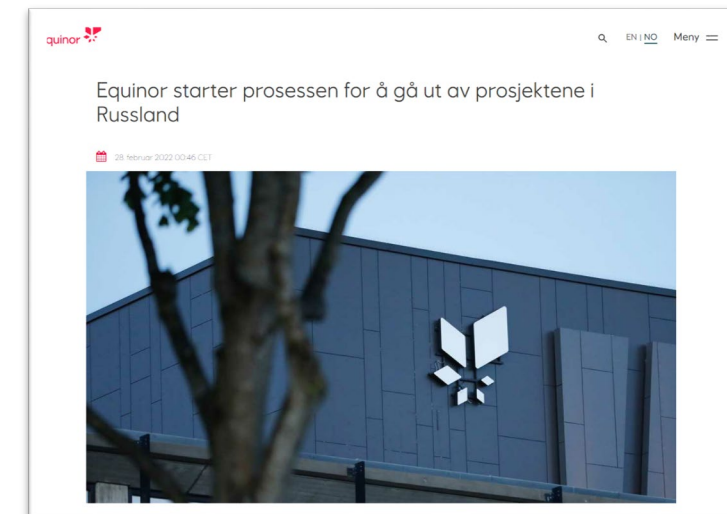 quinor
EN | NO Meny
Equinor starter prosessen for å gå ut av prosjektene i
Russland
28. februar 2022 00:46 CET